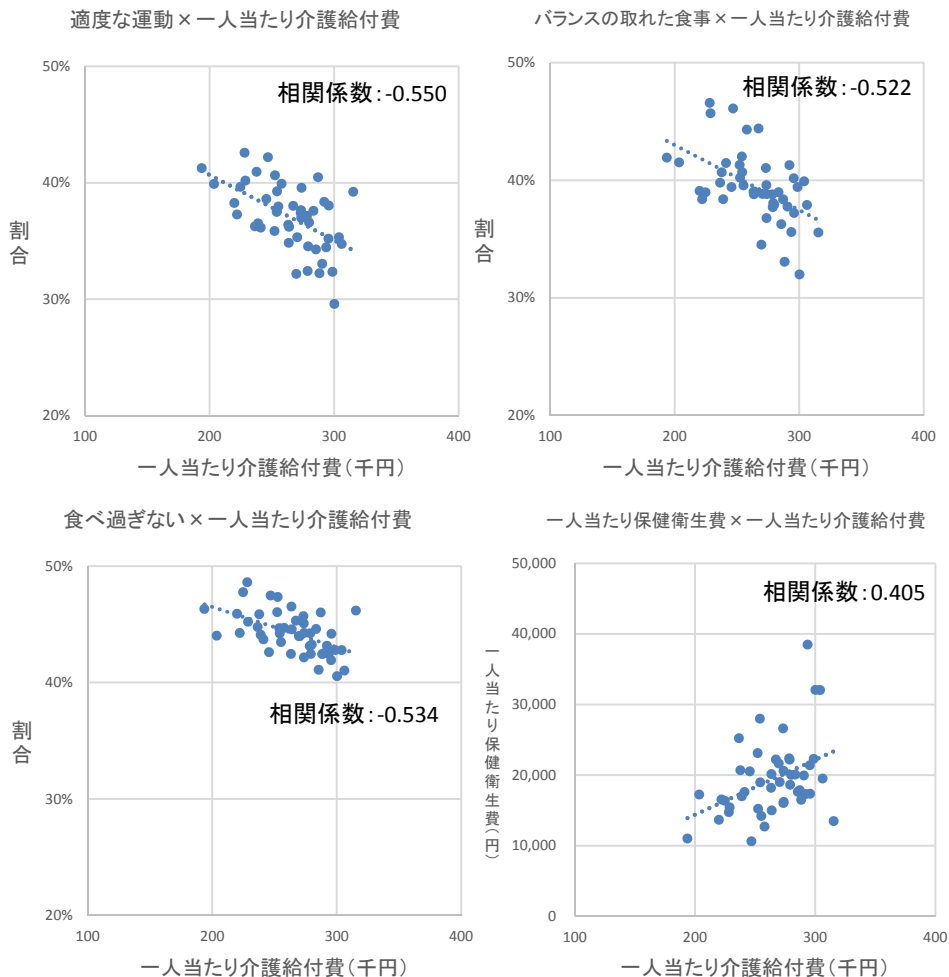 適度な運動×一人当たり介護給付費
50%
相関係数：-0.550
40%
割合
30%
20%
100
200
300
400
一人当たり介護給付費（千円）
バランスの取れた食事×一人当たり介護給付費
50%
相関係数：-0.522
40%
割合
30%
20%
100
200
300
400
一人当たり介護給付費（千円）
食べ過ぎない×一人当たり介護給付費
50%
40%
相関係数：-0.534
割合
30%
20%
100
200
300
400
一人当たり介護給付費（千円）
一人当たり保健衛生費×一人当たり介護給付費
50,000
相関係数：0.405
40,000
一人当たり保健衛生費（円）
30,000
20,000
10,000
0
100
200
300
400
一人当たり介護給付費（千円）